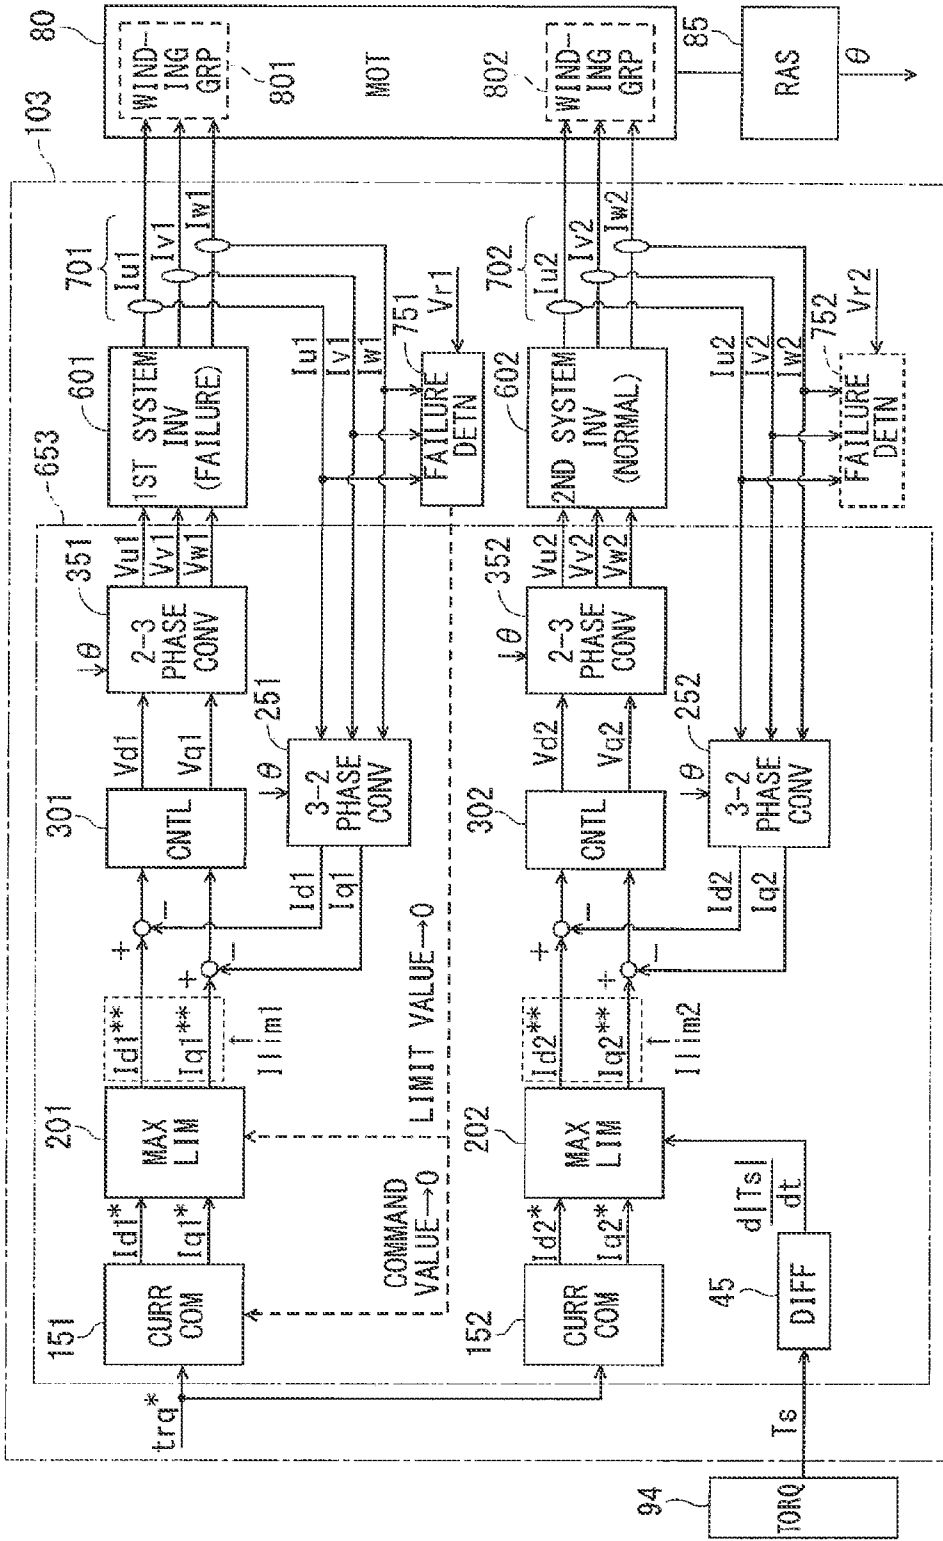 103
80
WIND-
ING
GRP
801
MOT
802
WIND-
ING
GRP
85
RAS
θ
653
601
1ST SYSTEM
INV
(FAILURE)
701
Iu1
Iv1
Iw1
Iu1
Iv1
Iw1
751
FAILURE
DETN
Vr1
351
2-3
PHASE
CONV
θ
Vu1
Vv1
Vw1
251
3-2
PHASE
CONV
θ
301
CNTL
Vd1
Vq1
Id1
Iq1
+
−
+
−
201
MAX
LIM
Id1**
Iq1**
Ilim1
LIMIT VALUE→0
151
CURR
COM
Id1*
Iq1*
COMMAND
VALUE→0
trq*
602
2ND SYSTEM
INV
(NORMAL)
702
Iu2
Iv2
Iw2
Iu2
Iv2
Iw2
752
FAILURE
DETN
Vr2
352
2-3
PHASE
CONV
θ
Vu2
Vv2
Vw2
252
3-2
PHASE
CONV
θ
302
CNTL
Vd2
Vq2
Id2
Iq2
+
−
+
−
202
MAX
LIM
Id2**
Iq2**
Ilim2
152
CURR
COM
Id2*
Iq2*
45
DIFF
d|Ts|
dt
Ts
94
TORQ